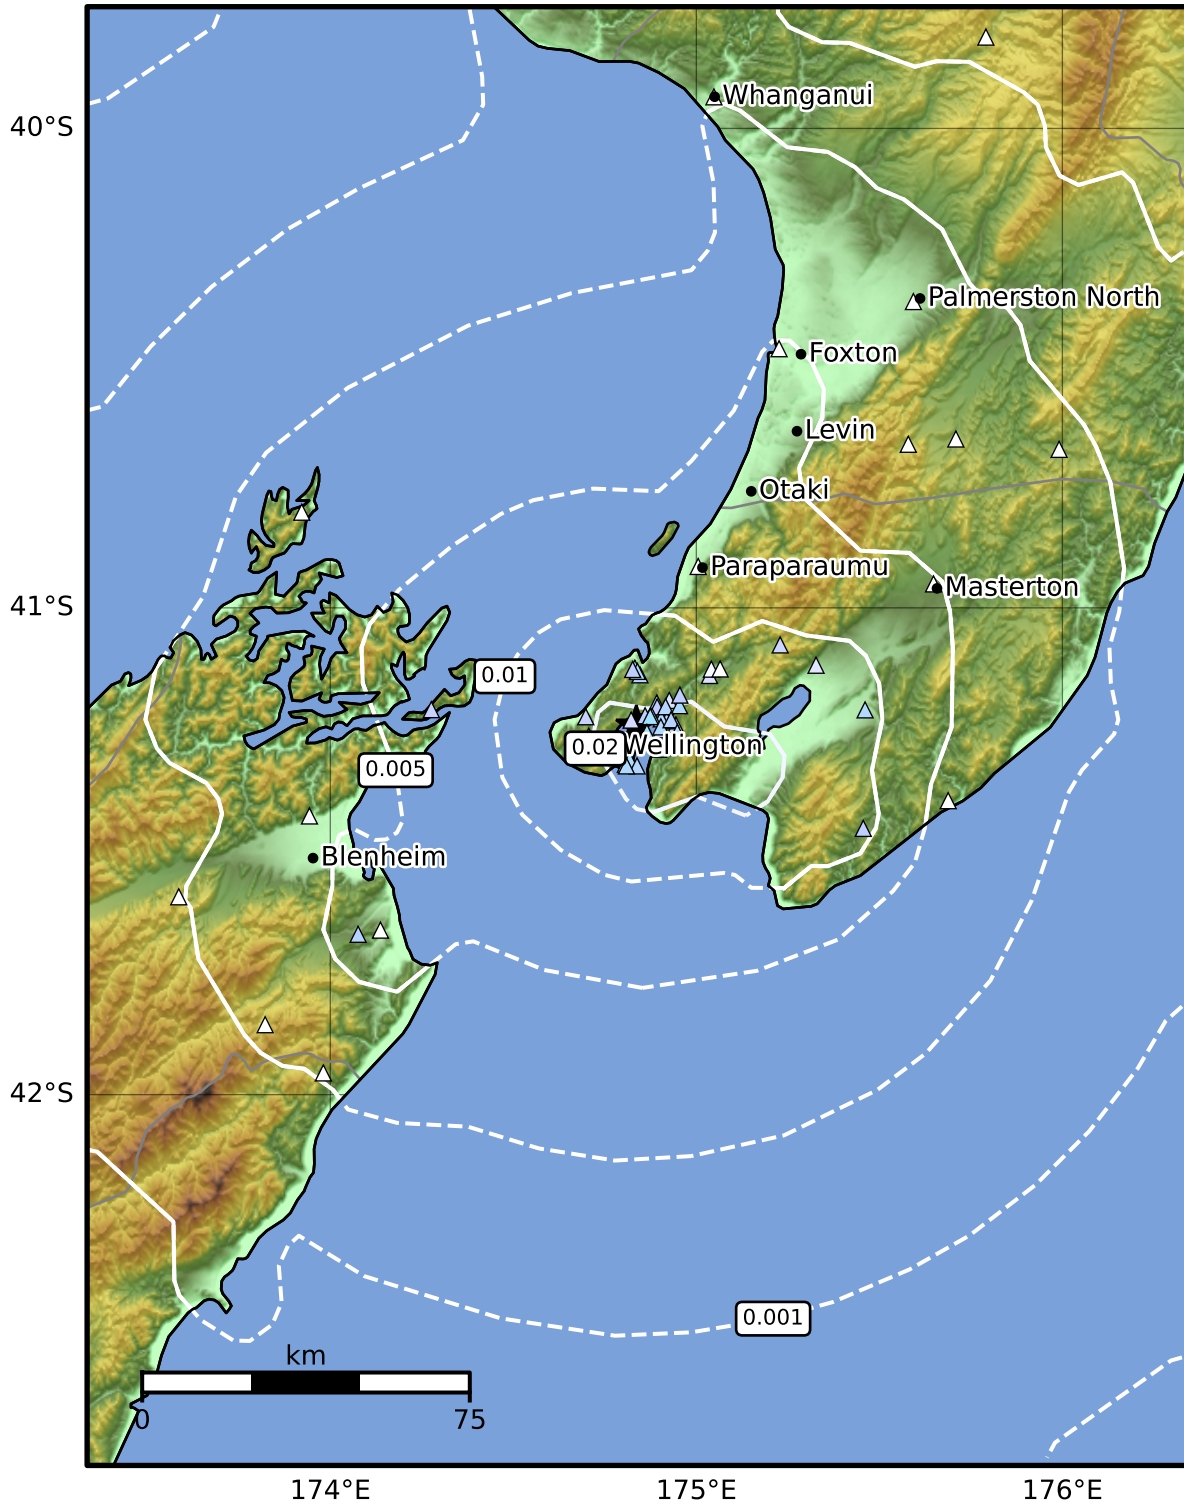 Whanganui
40°S
Palmerston North
Foxton
Levin
Otaki
Paraparaumu
Masterton
41°S
0.01
0.02
Wellington
0.005
Blenheim
42°S
0.001
km
0
75
174°E
175°E
176°E